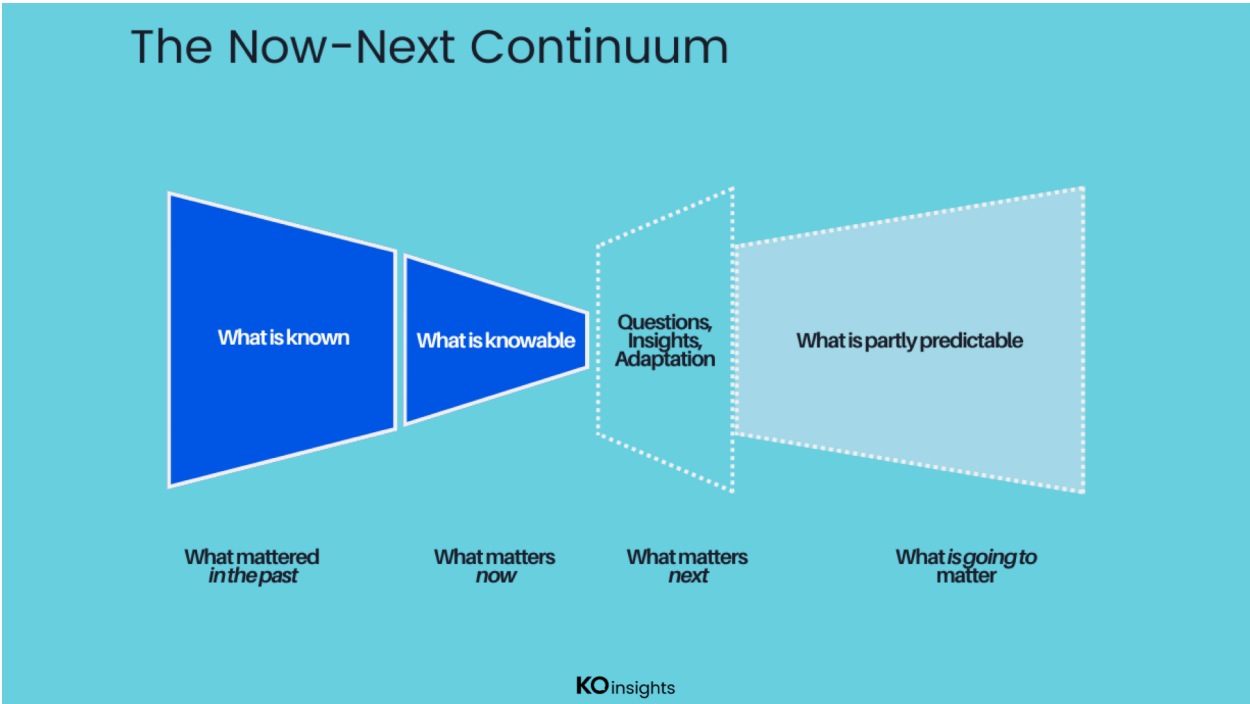 The Now-Next Continuum
What is known
What is knowable
Questions,
Insights,
Adaptation
What is partly predictable
What mattered
in the past
What matters
now
What matters
next
What is going to
matter
KO insights